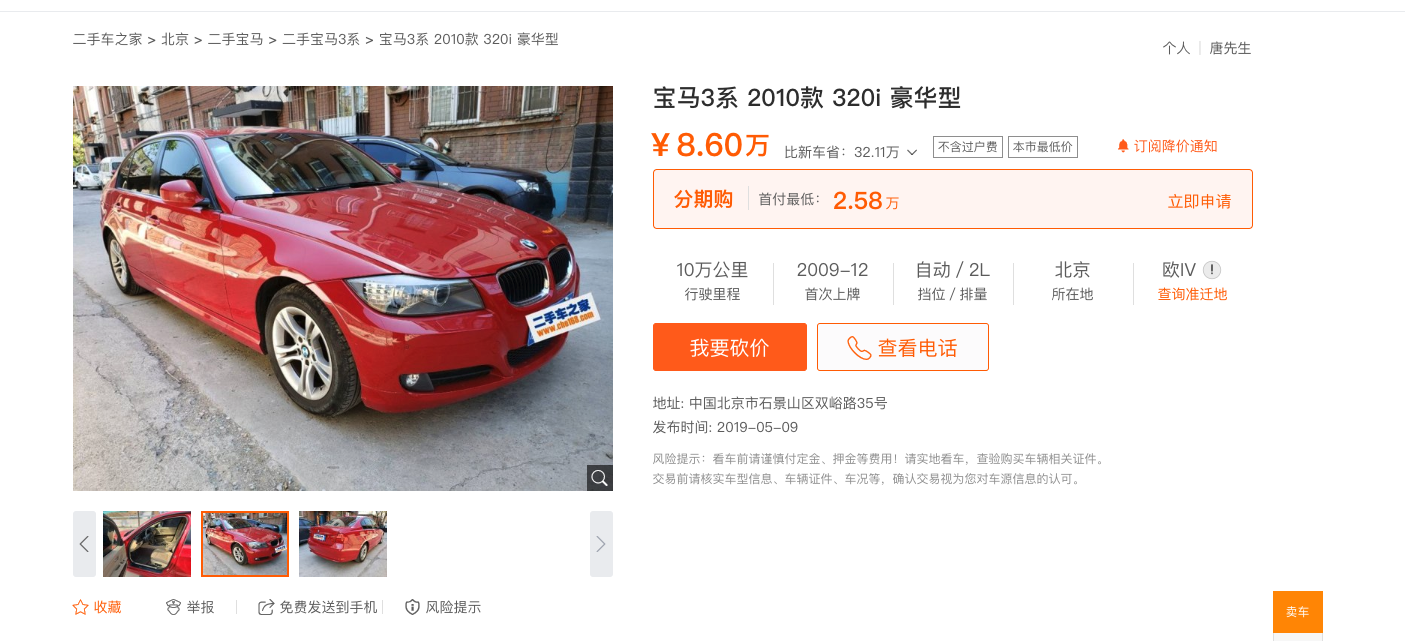 二手车之家 > 北京 > 二手宝马 > 二手宝马3系 > 宝马3系 2010款 320i 豪华型
个人 | 唐先生
宝马3系 2010款 320i 豪华型
¥8.60万 比新车省：32.11万 不含过户费 本市最低价 订阅降价通知
分期购 首付最低： 2.58万 立即申请
10万公里 2009-12 自动 / 2L 北京 欧IV !
行驶里程 首次上牌 挡位 / 排量 所在地 查询准迁地
二手车之家
www.che168.com
我要砍价 查看电话
地址: 中国北京市石景山区双峪路35号
发布时间: 2019-05-09
风险提示：看车前请谨慎付定金、押金等费用！请实地看车，查验购买车辆相关证件。
交易前请核实车型信息、车辆证件、车况等，确认交易视为您对车源信息的认可。
收藏 举报 免费发送到手机 风险提示
卖车